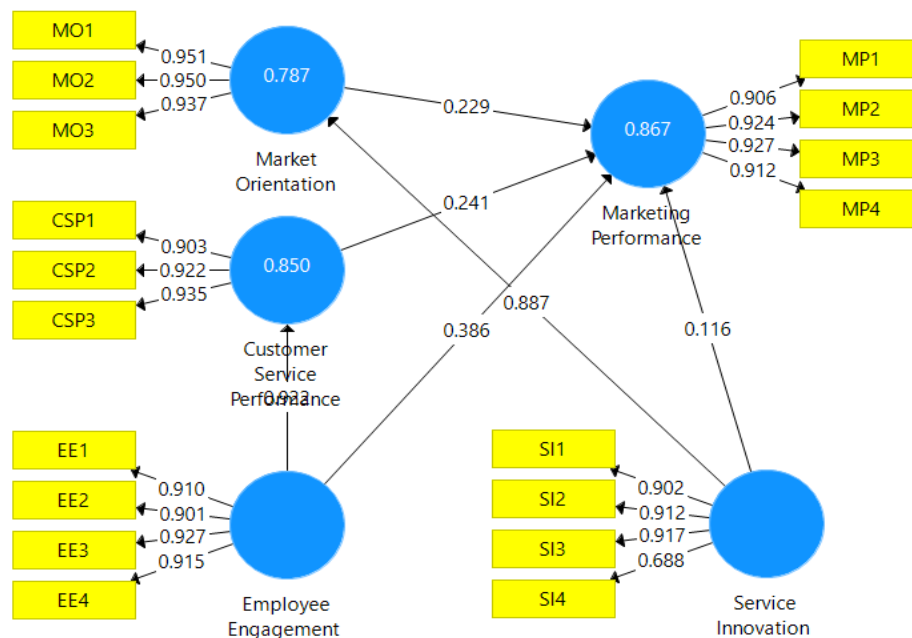 MO1
MO2
MO3
0.951
0.950
0.937
0.787
Market
Orientation
0.229
MP1
MP2
MP3
MP4
0.906
0.924
0.927
0.912
0.867
Marketing
Performance
CSP1
CSP2
CSP3
0.903
0.922
0.935
0.850
Customer
Service
Performance
0.241
0.922
0.386
0.887
0.116
EE1
EE2
EE3
EE4
0.910
0.901
0.927
0.915
Employee
Engagement
SI1
SI2
SI3
SI4
0.902
0.912
0.917
0.688
Service
Innovation